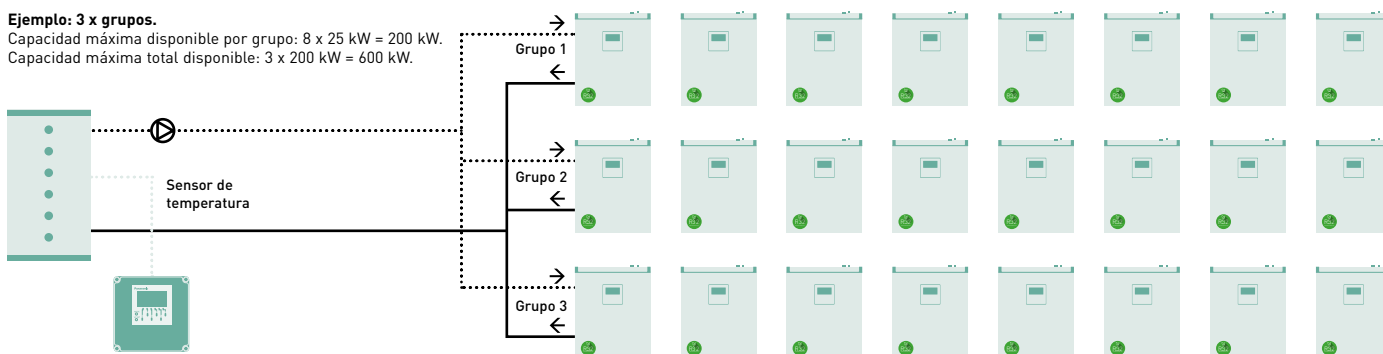 Ejemplo: 3 x grupos.
Capacidad máxima disponible por grupo: 8 x 25 kW = 200 kW.
Capacidad máxima total disponible: 3 x 200 kW = 600 kW.
Grupo 1
Sensor de
temperatura
Grupo 2
Grupo 3